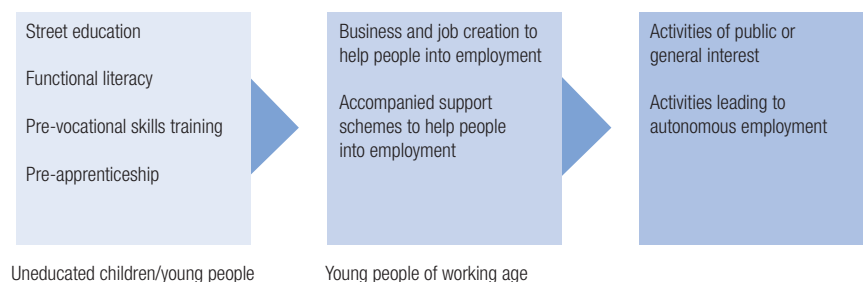 Street education
Functional literacy
Pre-vocational skills training
Pre-apprenticeship
Business and job creation to
help people into employment
Accompanied support
schemes to help people
into employment
Activities of public or
general interest
Activities leading to
autonomous employment
Uneducated children/young people
Young people of working age